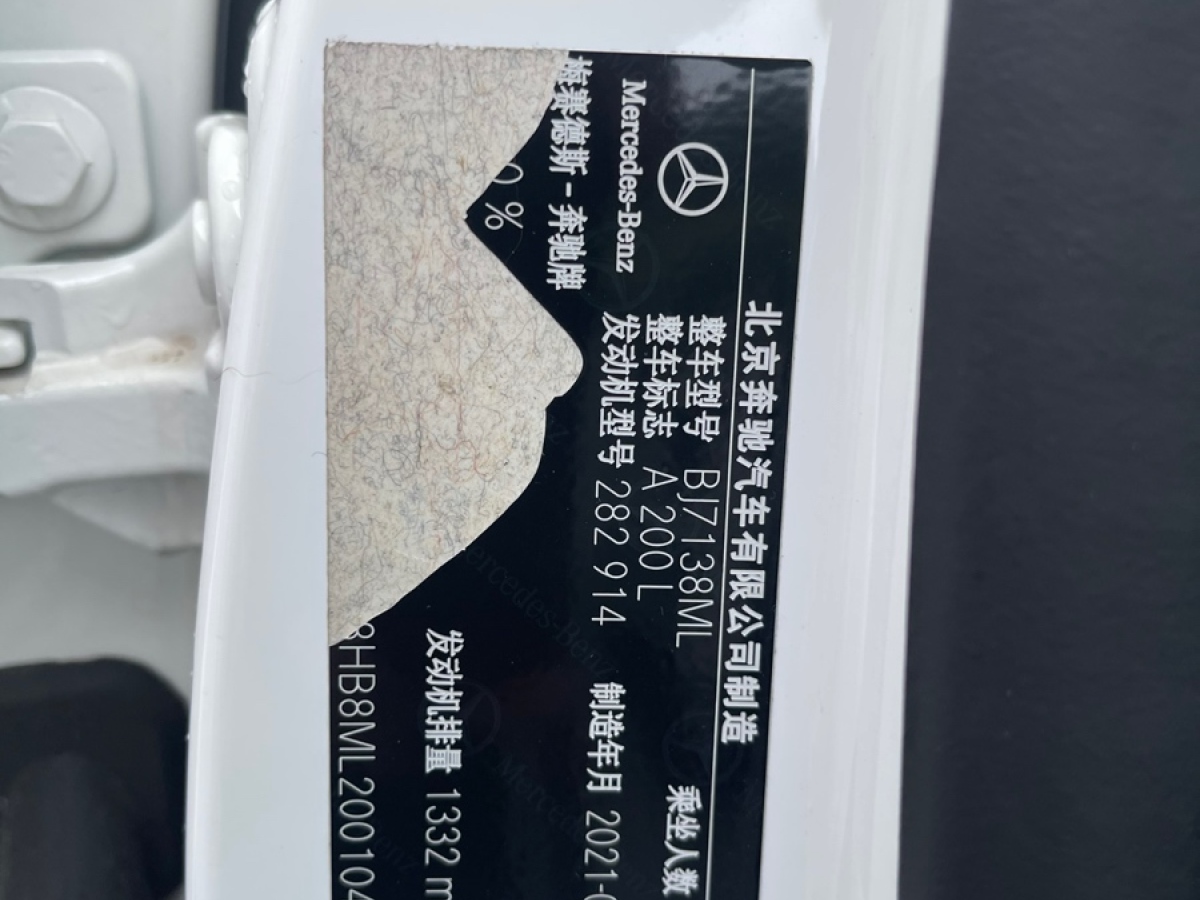 北京奔驰汽车有限公司制造
Mercedes-Benz
梅赛德斯-奔驰牌
整车型号 BJ7138ML
乘坐人数
整车标志 A 200 L
发动机型号 282 914
制造年月 2021-0
%
发动机排量 1332 m
HB8ML200104